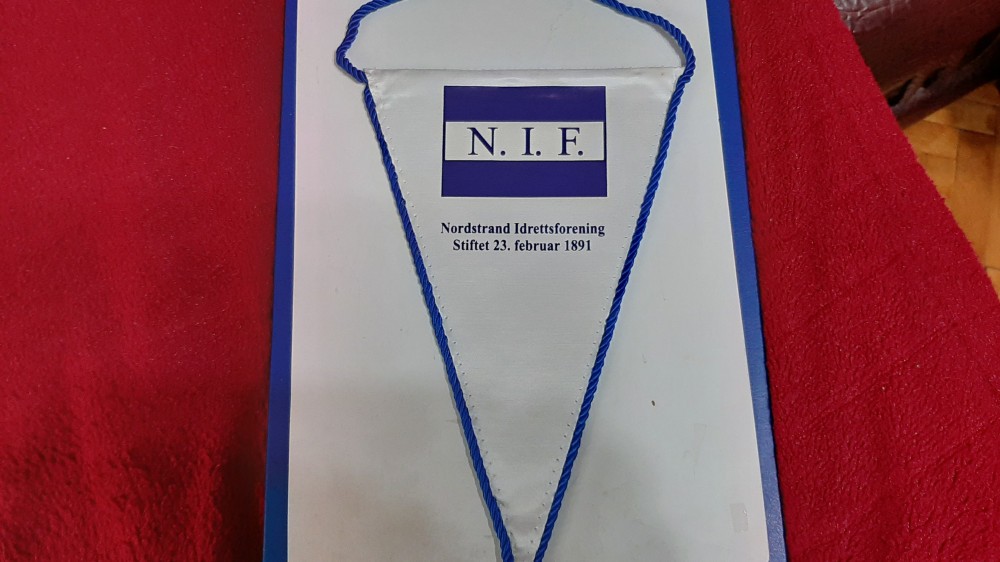 N. I. F.
Nordstrand Idrettsforening
Stiftet 23. februar 1891